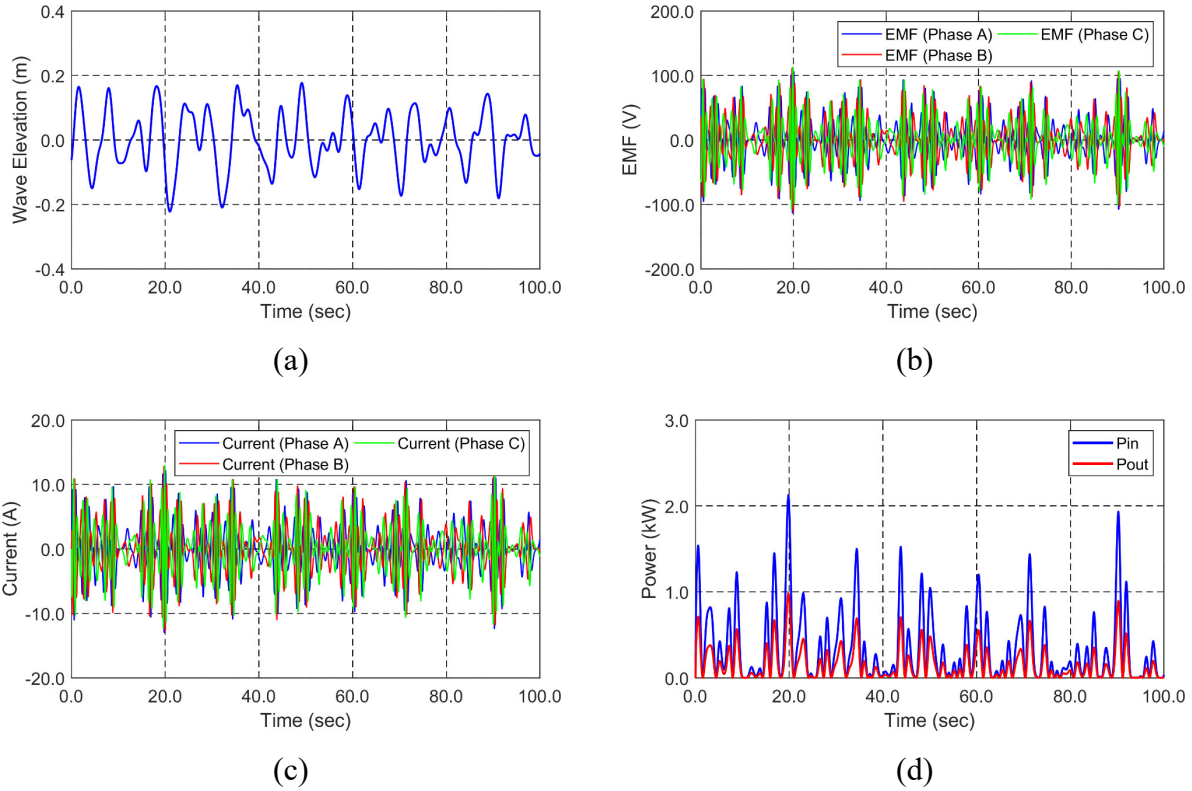 0.4
0.2
0.0
-0.2
-0.4
Wave Elevation (m)
0.0 20.0 40.0 60.0 80.0 100.0
Time (sec)
(a)
200.0
100.0
0.0
-100.0
-200.0
EMF (V)
EMF (Phase A) EMF (Phase C)
EMF (Phase B)
0.0 20.0 40.0 60.0 80.0 100.0
Time (sec)
(b)
20.0
10.0
0.0
-10.0
-20.0
Current (A)
Current (Phase A) Current (Phase C)
Current (Phase B)
0.0 20.0 40.0 60.0 80.0 100.0
Time (sec)
(c)
3.0
2.0
1.0
0.0
Power (kW)
Pin
Pout
0.0 20.0 40.0 60.0 80.0 100.0
Time (sec)
(d)